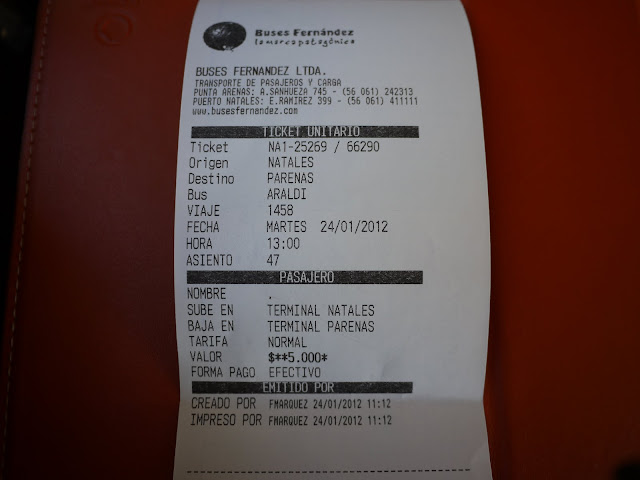 Buses Fernández
la marca patagónica
BUSES FERNANDEZ LTDA.
TRANSPORTE DE PASAJEROS Y CARGA
PUNTA ARENAS: A.SANHUEZA 745 - (56 061) 242313
PUERTO NATALES: E.RAMIREZ 399 - (56 061) 411111
www.busesfernandez.com
TICKET UNITARIO
Ticket NA1-25269 / 66290
Origen NATALES
Destino PARENAS
Bus ARALDI
VIAJE 1458
FECHA MARTES 24/01/2012
HORA 13:00
ASIENTO 47
PASAJERO
NOMBRE .
SUBE EN TERMINAL NATALES
BAJA EN TERMINAL PARENAS
TARIFA NORMAL
VALOR $**5.000*
FORMA PAGO EFECTIVO
EMITIDO POR
CREADO POR FMARQUEZ 24/01/2012 11:12
IMPRESO POR FMARQUEZ 24/01/2012 11:12